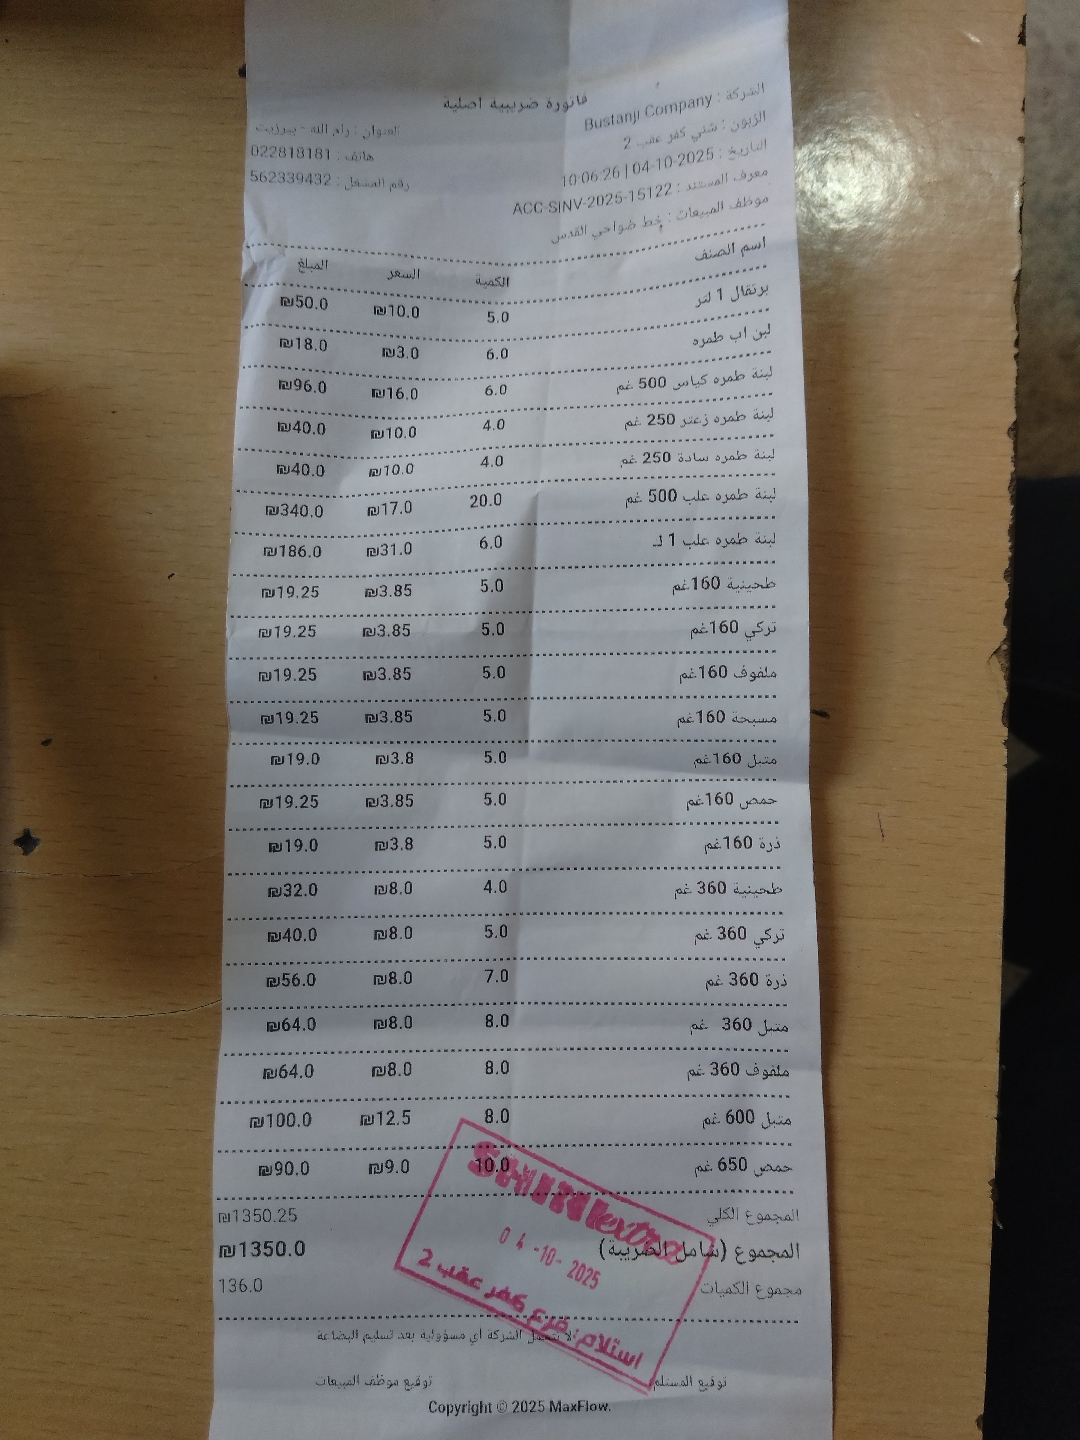 فاتورة ضريبية أصلية
الشركة : Bustanji Company
العنوان : رام الله - بيرزيت
الزبون : شني كفر عقب 2
هاتف : 022818181
التاريخ : 10:06:26 | 04-10-2025
رقم المشغل : 562339432
معرف المستند : ACC-SINV-2025-15122
موظف المبيعات : خط ضواحي القدس
اسم الصنف الكمية السعر المبلغ
برتقال 1 لتر 5.0 ₪10.0 ₪50.0
لبن اب طمره 6.0 ₪3.0 ₪18.0
لبنة طمره كياس 500 غم 6.0 ₪16.0 ₪96.0
لبنة طمره زعتر 250 غم 4.0 ₪10.0 ₪40.0
لبنة طمره سادة 250 غم 4.0 ₪10.0 ₪40.0
لبنة طمره علب 500 غم 20.0 ₪17.0 ₪340.0
لبنة طمره علب 1 لـ 6.0 ₪31.0 ₪186.0
طحينية 160غم 5.0 ₪3.85 ₪19.25
تركي 160غم 5.0 ₪3.85 ₪19.25
ملفوف 160غم 5.0 ₪3.85 ₪19.25
مسبحة 160غم 5.0 ₪3.85 ₪19.25
متبل 160غم 5.0 ₪3.8 ₪19.0
حمص 160غم 5.0 ₪3.85 ₪19.25
ذرة 160غم 5.0 ₪3.8 ₪19.0
طحينية 360 غم 4.0 ₪8.0 ₪32.0
تركي 360 غم 5.0 ₪8.0 ₪40.0
ذرة 360 غم 7.0 ₪8.0 ₪56.0
متبل 360 غم 8.0 ₪8.0 ₪64.0
ملفوف 360 غم 8.0 ₪8.0 ₪64.0
متبل 600 غم 8.0 ₪12.5 ₪100.0
حمص 650 غم 10.0 ₪9.0 ₪90.0
المجموع الكلي ₪1350.25
المجموع (شامل الضريبة) ₪1350.0
مجموع الكميات 136.0
extra
04-10-2025
استلام: فرع كفر عقب 2
لا تتحمل الشركة أي مسؤولية بعد تسليم البضاعة
توقيع المستلم توقيع موظف المبيعات
Copyright © 2025 MaxFlow.